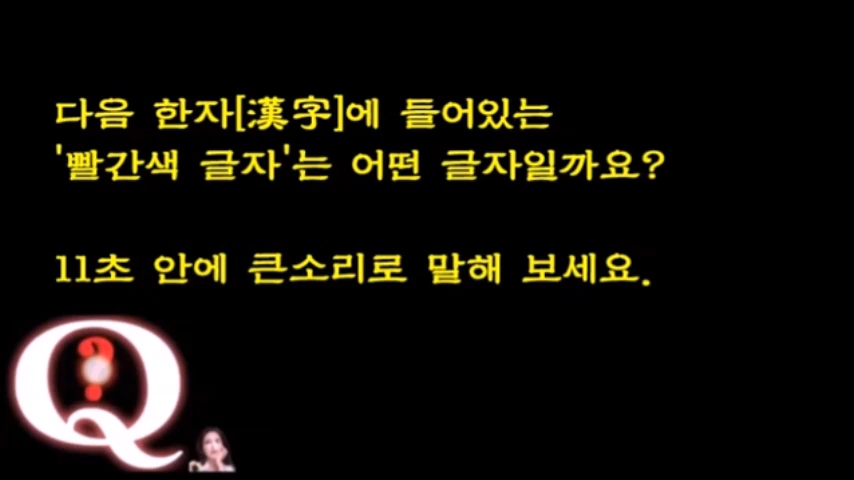 다음 한자[漢字]에 들어있는
'빨간색 글자'는 어떤 글자일까요?
11초 안에 큰소리로 말해 보세요.
Q
?